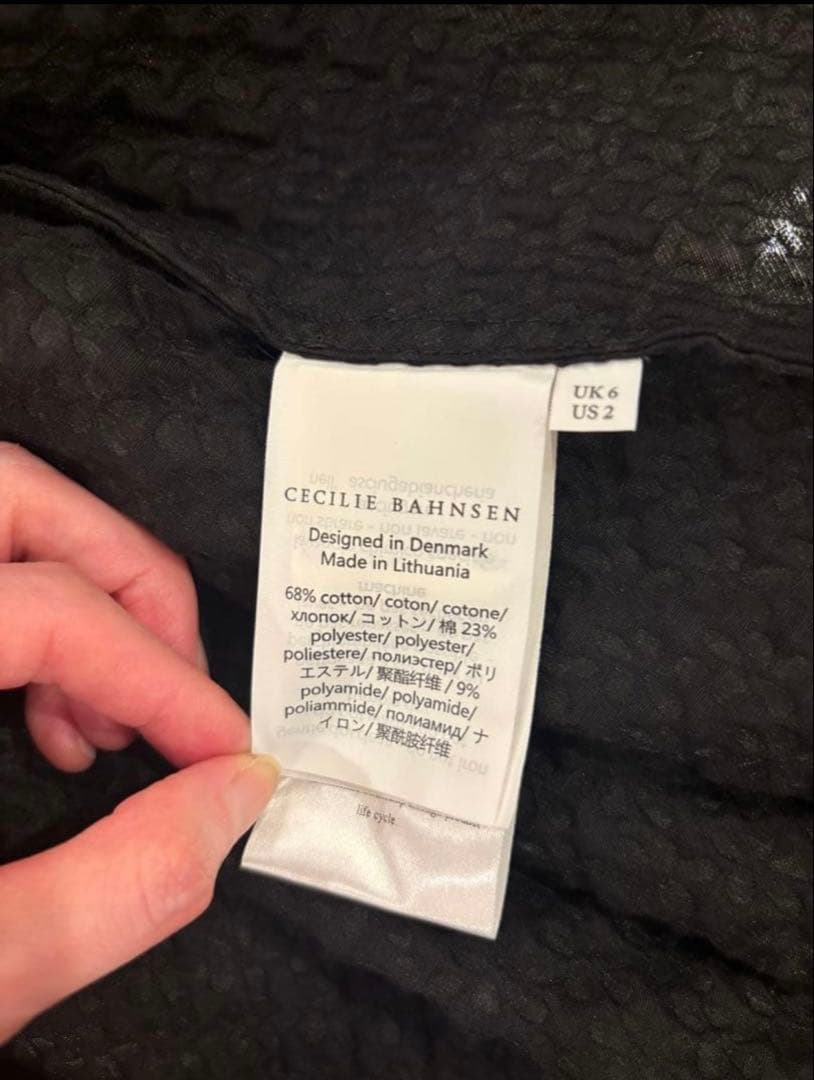 UK 6
US 2
CECILIE BAHNSEN
Designed in Denmark
Made in Lithuania
68% cotton/ coton/ cotone/
хлопок/ コットン/ 棉 23%
polyester/ polyester/
poliestere/ полиэстер/ ポリ
エステル/ 聚酯纤维 / 9%
polyamide/ polyamide/
poliammide/ полиамид/ ナ
イロン/ 聚酰胺纤维
life cycle